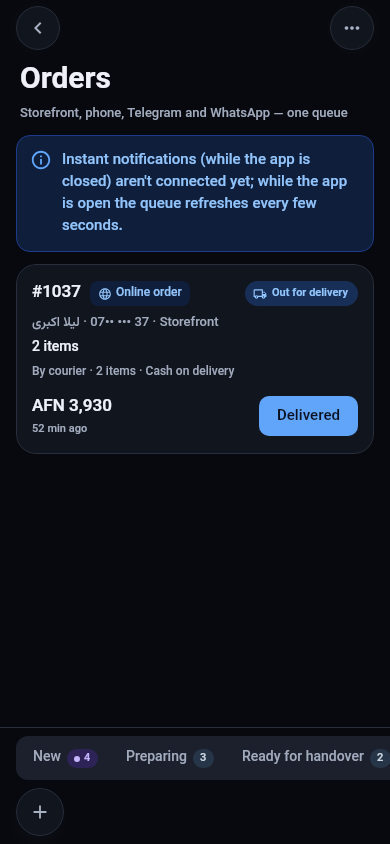 Orders
Storefront, phone, Telegram and WhatsApp — one queue
Instant notifications (while the app is
closed) aren't connected yet; while the app
is open the queue refreshes every few
seconds.
#1037 Online order Out for delivery
لیلا اکبری · 07•• ••• 37 · Storefront
2 items
By courier · 2 items · Cash on delivery
AFN 3,930
52 min ago
Delivered
New 4 Preparing 3 Ready for handover 2